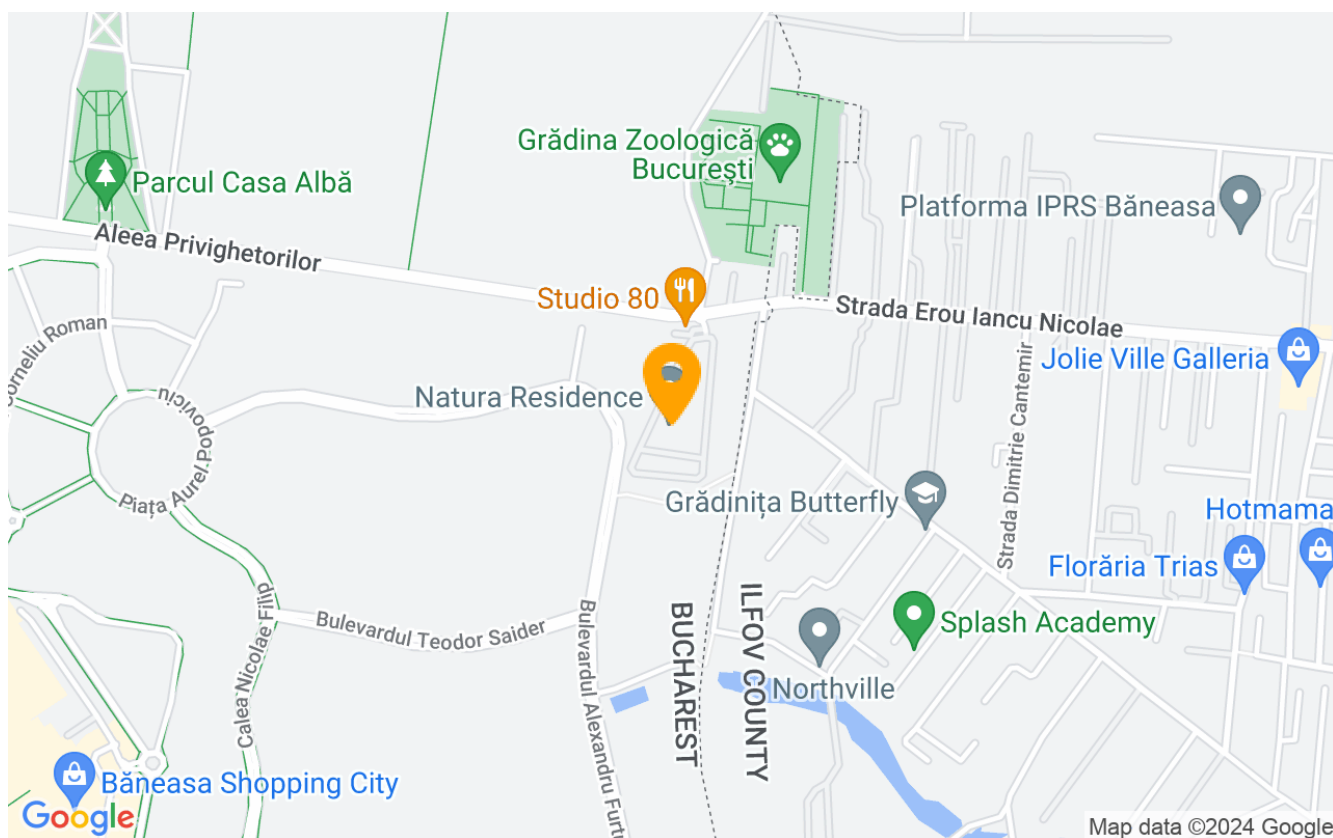 Grădina Zoologică
București
Parcul Casa Albă
Platforma IPRS Băneasa
Aleea Privighetorilor
Studio 80
Strada Erou Iancu Nicolae
Corneliu Roman
Jolie Ville Galleria
Natura Residence
Strada Dimitrie Cantemir
Piața Aurel Popoviciu
Grădinița Butterfly
Hotmama
Florăria Trias
Calea Nicolae Filip
Bulevardul Teodor Saider
Bulevardul Alexandru Furtu
BUCHAREST
ILFOV COUNTY
Splash Academy
Northville
Băneasa Shopping City
Google
Map data ©2024 Google